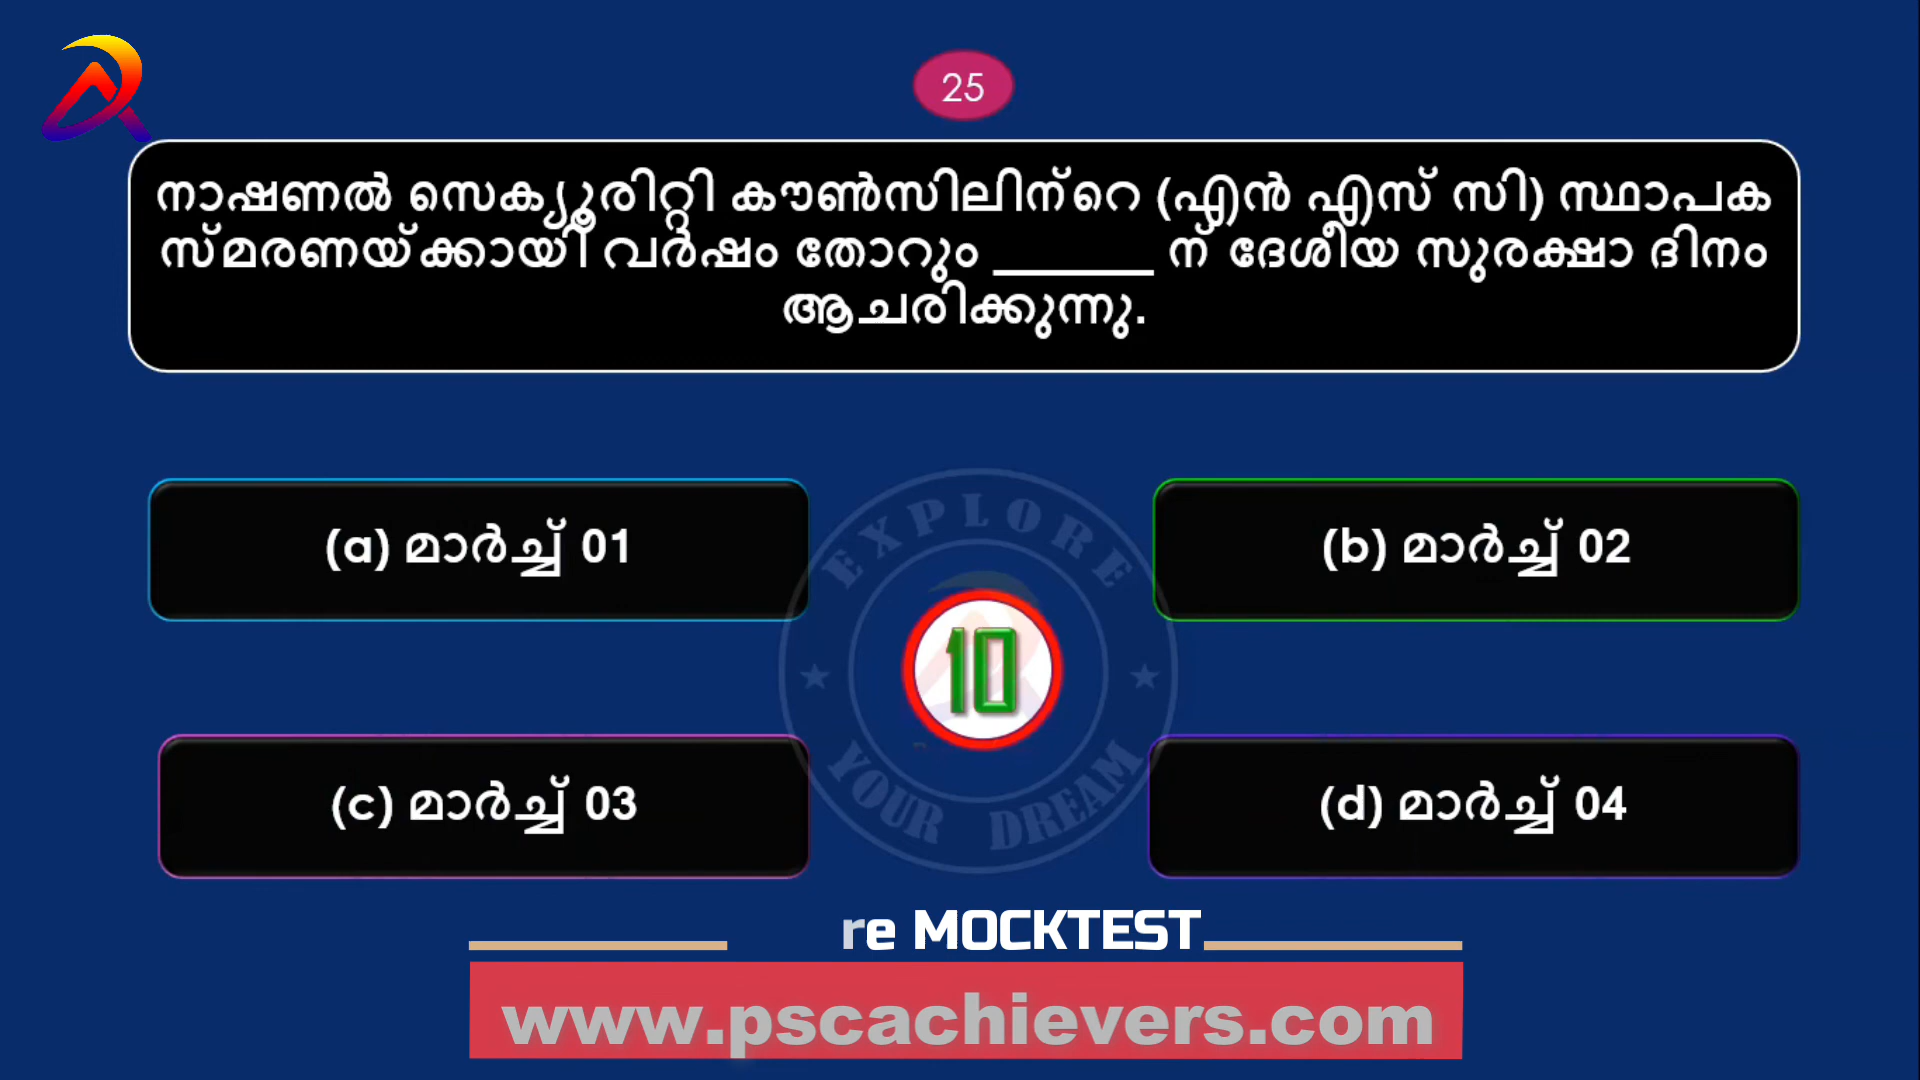 25
നാഷണൽ സെക്യൂരിറ്റി കൗൺസിലിന്റെ (എൻ എസ് സി) സ്ഥാപക
സ്മരണയ്ക്കായി വർഷം തോറും ______ ന് ദേശീയ സുരക്ഷാ ദിനം
ആചരിക്കുന്നു.
(a) മാർച്ച് 01
(b) മാർച്ച് 02
EXPLORE
10
YOUR DREAM
(c) മാർച്ച് 03
(d) മാർച്ച് 04
re MOCKTEST
www.pscachievers.com